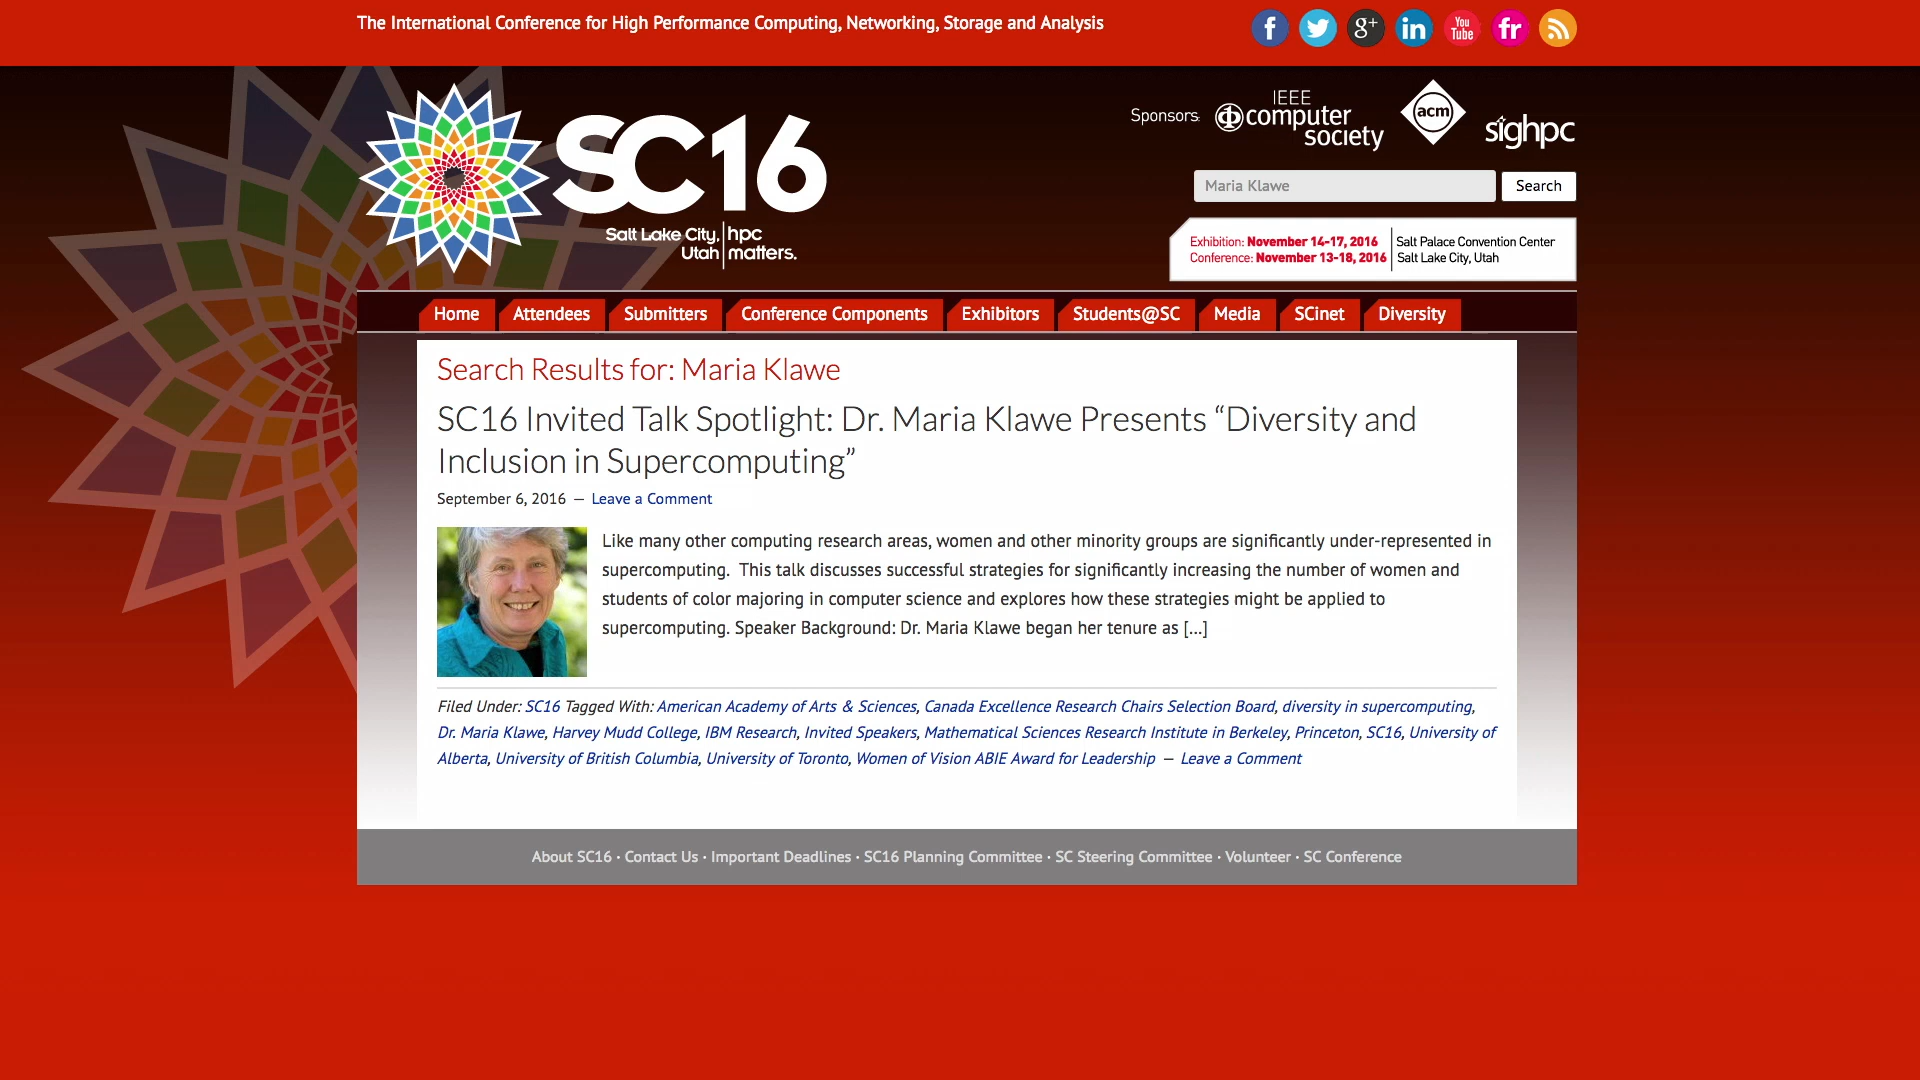 The International Conference for High Performance Computing, Networking, Storage and Analysis
f
g+
in
You
Tube
fr
SC16
Salt Lake City,
Utah
hpc
matters.
Sponsors:
IEEE
computer
society
acm
sighpc
Maria Klawe
Search
Exhibition: November 14-17, 2016
Conference: November 13-18, 2016
Salt Palace Convention Center
Salt Lake City, Utah
Home Attendees Submitters Conference Components Exhibitors Students@SC Media SCinet Diversity
Search Results for: Maria Klawe
SC16 Invited Talk Spotlight: Dr. Maria Klawe Presents “Diversity and
Inclusion in Supercomputing”
September 6, 2016 — Leave a Comment
Like many other computing research areas, women and other minority groups are significantly under-represented in
supercomputing. This talk discusses successful strategies for significantly increasing the number of women and
students of color majoring in computer science and explores how these strategies might be applied to
supercomputing. Speaker Background: Dr. Maria Klawe began her tenure as [...]
Filed Under: SC16 Tagged With: American Academy of Arts & Sciences, Canada Excellence Research Chairs Selection Board, diversity in supercomputing,
Dr. Maria Klawe, Harvey Mudd College, IBM Research, Invited Speakers, Mathematical Sciences Research Institute in Berkeley, Princeton, SC16, University of
Alberta, University of British Columbia, University of Toronto, Women of Vision ABIE Award for Leadership — Leave a Comment
About SC16 · Contact Us · Important Deadlines · SC16 Planning Committee · SC Steering Committee · Volunteer · SC Conference